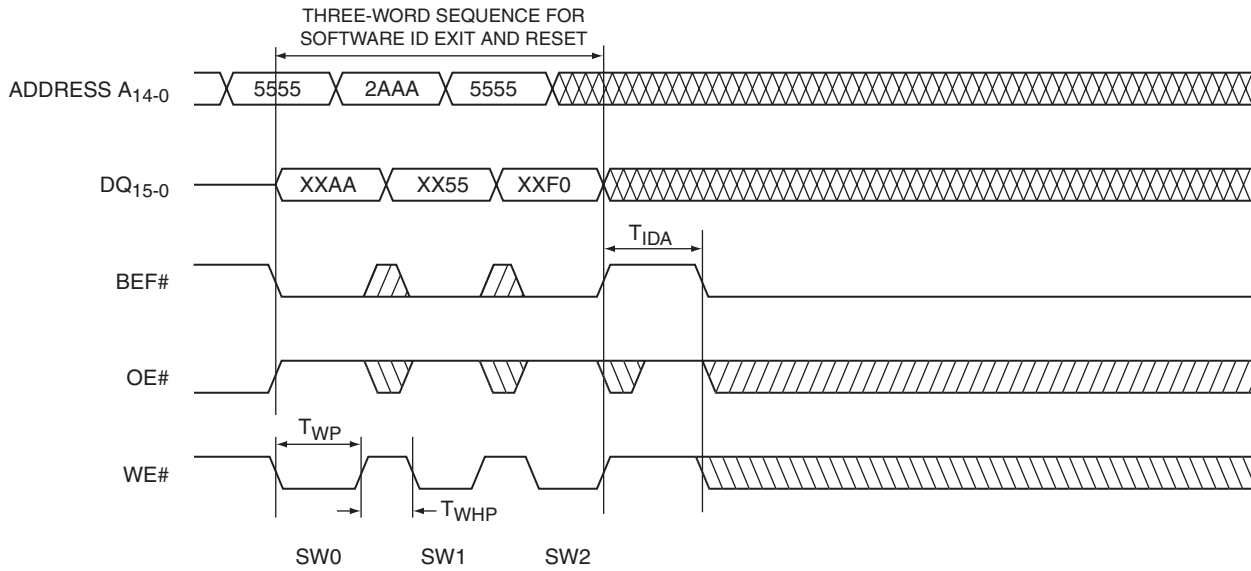 THREE-WORD SEQUENCE FOR
SOFTWARE ID EXIT AND RESET
ADDRESS A14-0
5555
2AAA
5555
DQ15-0
XXAA
XX55
XXF0
TIDA
BEF#
OE#
TWP
WE#
TWHP
SW0
SW1
SW2